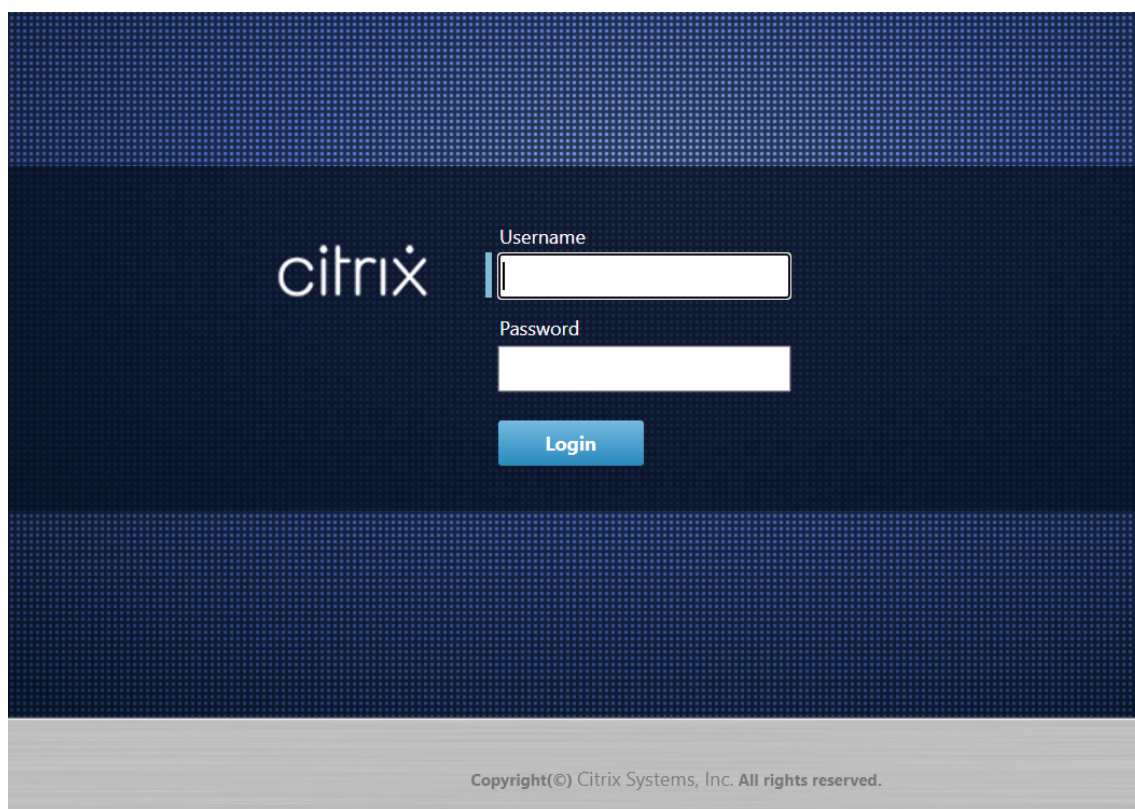 citrix
Username
Password
Login
Copyright(©) Citrix Systems, Inc. All rights reserved.